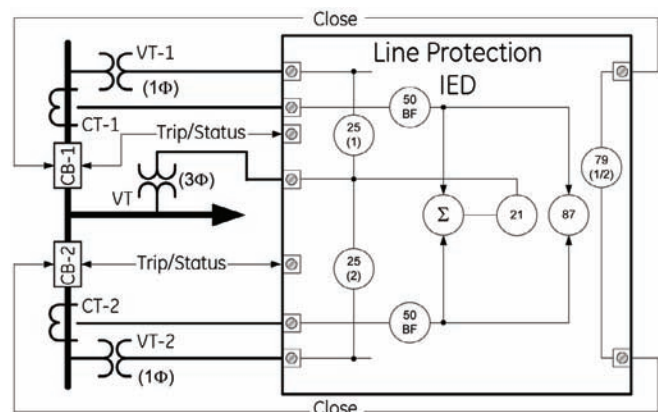 Close
VT-1
(1Φ)
CT-1
Trip/Status
CB-1
VT
(3Φ)
CB-2
Trip/Status
CT-2
VT-2
(1Φ)
Line Protection
IED
50
BF
25
(1)
79
(1/2)
Σ
21
87
25
(2)
50
BF
Close